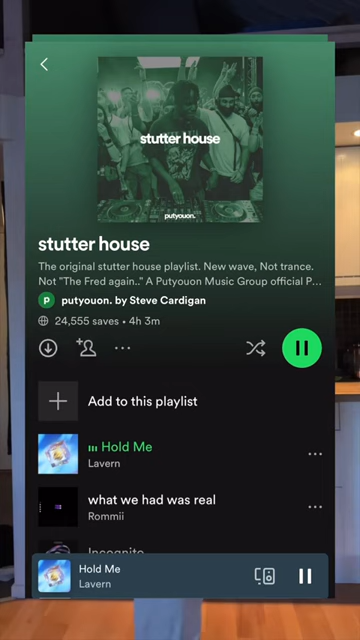 stutter house
putyouon.
stutter house
The original stutter house playlist. New wave, Not trance.
Not "The Fred again.." A Putyouon Music Group official P…
P putyouon. by Steve Cardigan
24,555 saves • 4h 3m
Add to this playlist
Hold Me
Lavern
what we had was real
Rommii
Incognito
Hold Me
Lavern